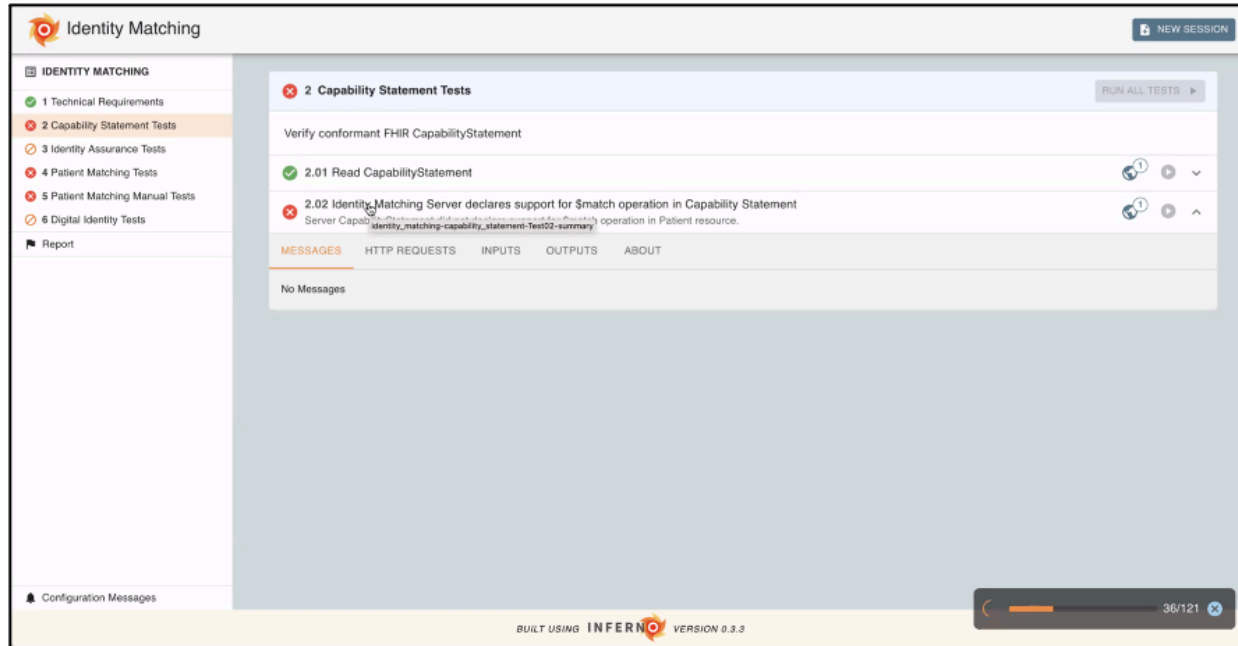 Identity Matching
NEW SESSION
IDENTITY MATCHING
1 Technical Requirements
2 Capability Statement Tests
3 Identity Assurance Tests
4 Patient Matching Tests
5 Patient Matching Manual Tests
6 Digital Identity Tests
Report
2 Capability Statement Tests
RUN ALL TESTS
Verify conformant FHIR CapabilityStatement
2.01 Read CapabilityStatement
1
2.02 Identity Matching Server declares support for $match operation in Capability Statement
1
Server operation in Patient resource.
identity_matching-capability_statement-Test02-summary
MESSAGES HTTP REQUESTS INPUTS OUTPUTS ABOUT
No Messages
Configuration Messages
36/121
BUILT USING INFERNO VERSION 0.3.3